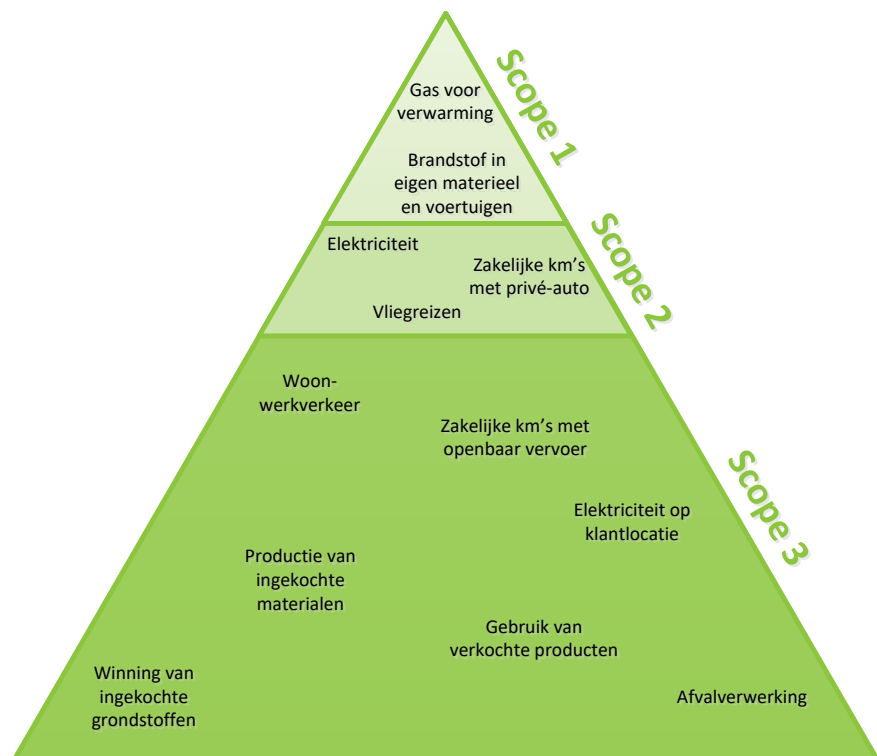 Scope 1
Gas voor
verwarming
Brandstof in
eigen materieel
en voertuigen
Scope 2
Elektriciteit
Zakelijke km’s
met privé-auto
Vliegreizen
Scope 3
Woon-
werkverkeer
Zakelijke km’s met
openbaar vervoer
Elektriciteit op
klantlocatie
Productie van
ingekochte
materialen
Gebruik van
verkochte producten
Winning van
ingekochte
grondstoffen
Afvalverwerking